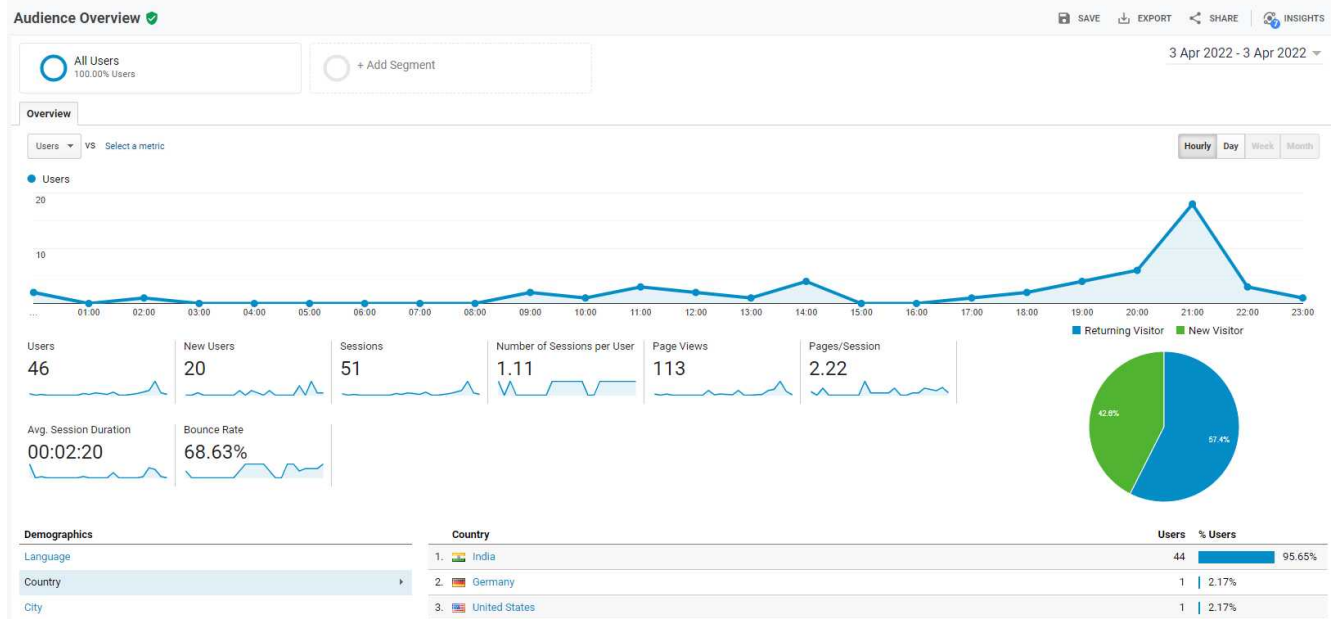 Audience Overview
SAVE EXPORT SHARE INSIGHTS
7
All Users
100.00% Users
+ Add Segment
3 Apr 2022 - 3 Apr 2022
Overview
Users VS Select a metric
Hourly Day Week Month
Users
20
10
... 01:00 02:00 03:00 04:00 05:00 06:00 07:00 08:00 09:00 10:00 11:00 12:00 13:00 14:00 15:00 16:00 17:00 18:00 19:00 20:00 21:00 22:00 23:00
Returning Visitor New Visitor
Users New Users Sessions Number of Sessions per User Page Views Pages/Session
46 20 51 1.11 113 2.22
42.6%
57.4%
Avg. Session Duration Bounce Rate
00:02:20 68.63%
Demographics
Language
Country
City
Country Users % Users
1. India 44 95.65%
2. Germany 1 2.17%
3. United States 1 2.17%